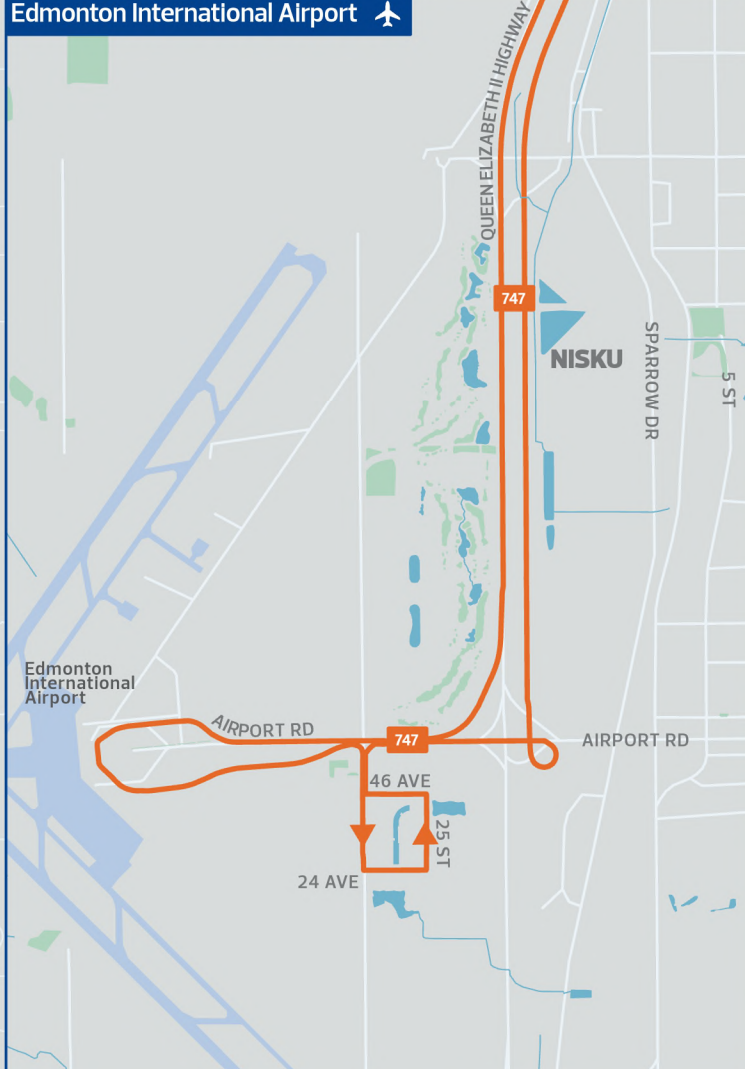 Edmonton International Airport
QUEEN ELIZABETH II HIGHWAY
747
NISKU
SPARROW DR
5 ST
Edmonton
International
Airport
AIRPORT RD
747
AIRPORT RD
46 AVE
25 ST
24 AVE